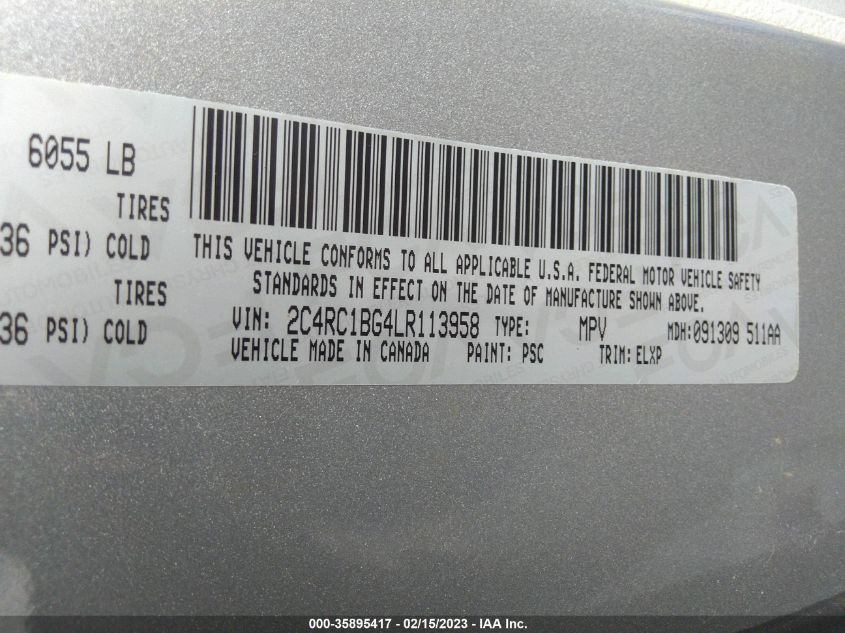 6055 LB
TIRES
36 PSI) COLD
TIRES
36 PSI) COLD
THIS VEHICLE CONFORMS TO ALL APPLICABLE U.S.A. FEDERAL MOTOR VEHICLE SAFETY
STANDARDS IN EFFECT ON THE DATE OF MANUFACTURE SHOWN ABOVE.
VIN: 2C4RC1BG4LR113958 TYPE: MPV MDH:091309 511AA
VEHICLE MADE IN CANADA PAINT: PSC TRIM: ELXP
000-35895417 - 02/15/2023 - IAA Inc.